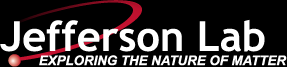 Jefferson Lab
EXPLORING THE NATURE OF MATTER